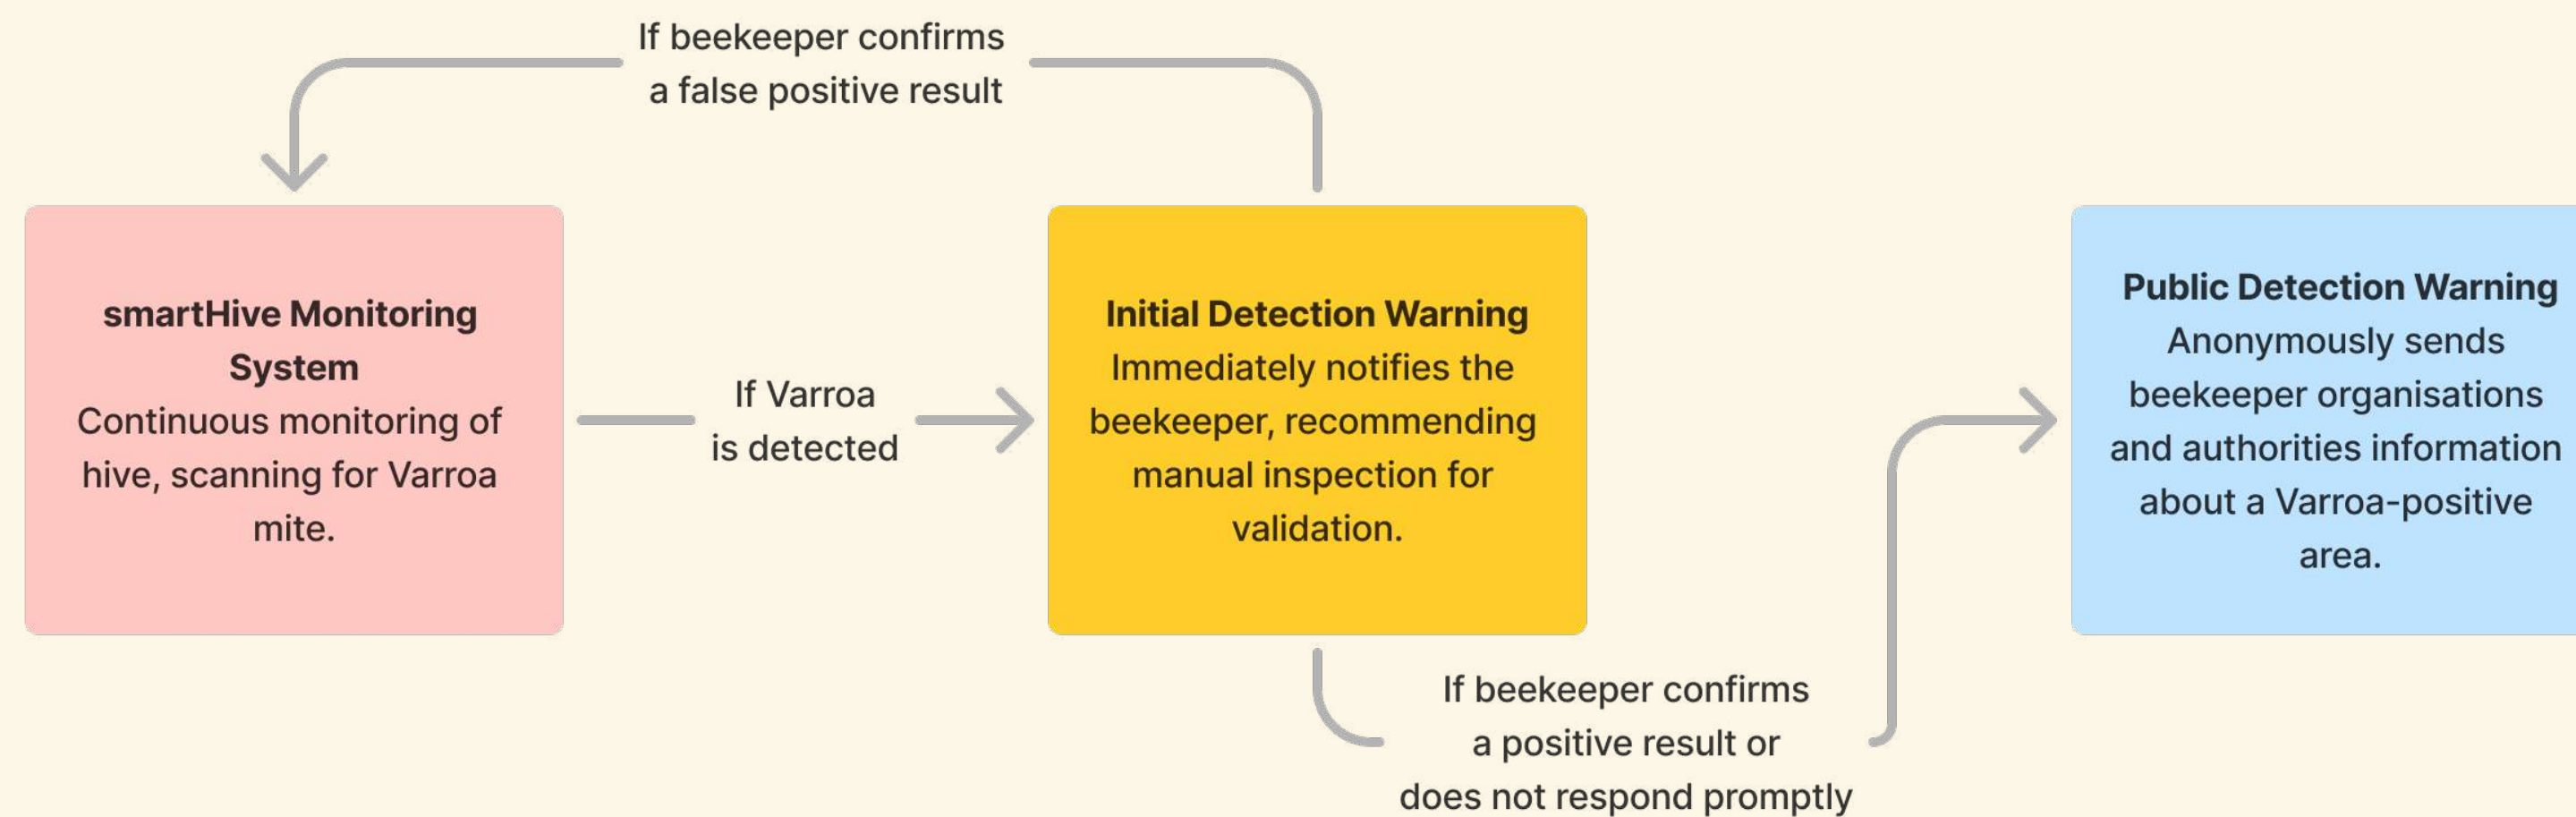 If beekeeper confirms
a false positive result
smartHive Monitoring
System
Continuous monitoring of
hive, scanning for Varroa
mite.
If Varroa
is detected
Initial Detection Warning
Immediately notifies the
beekeeper, recommending
manual inspection for
validation.
If beekeeper confirms
a positive result or
does not respond promptly
Public Detection Warning
Anonymously sends
beekeeper organisations
and authorities information
about a Varroa-positive
area.